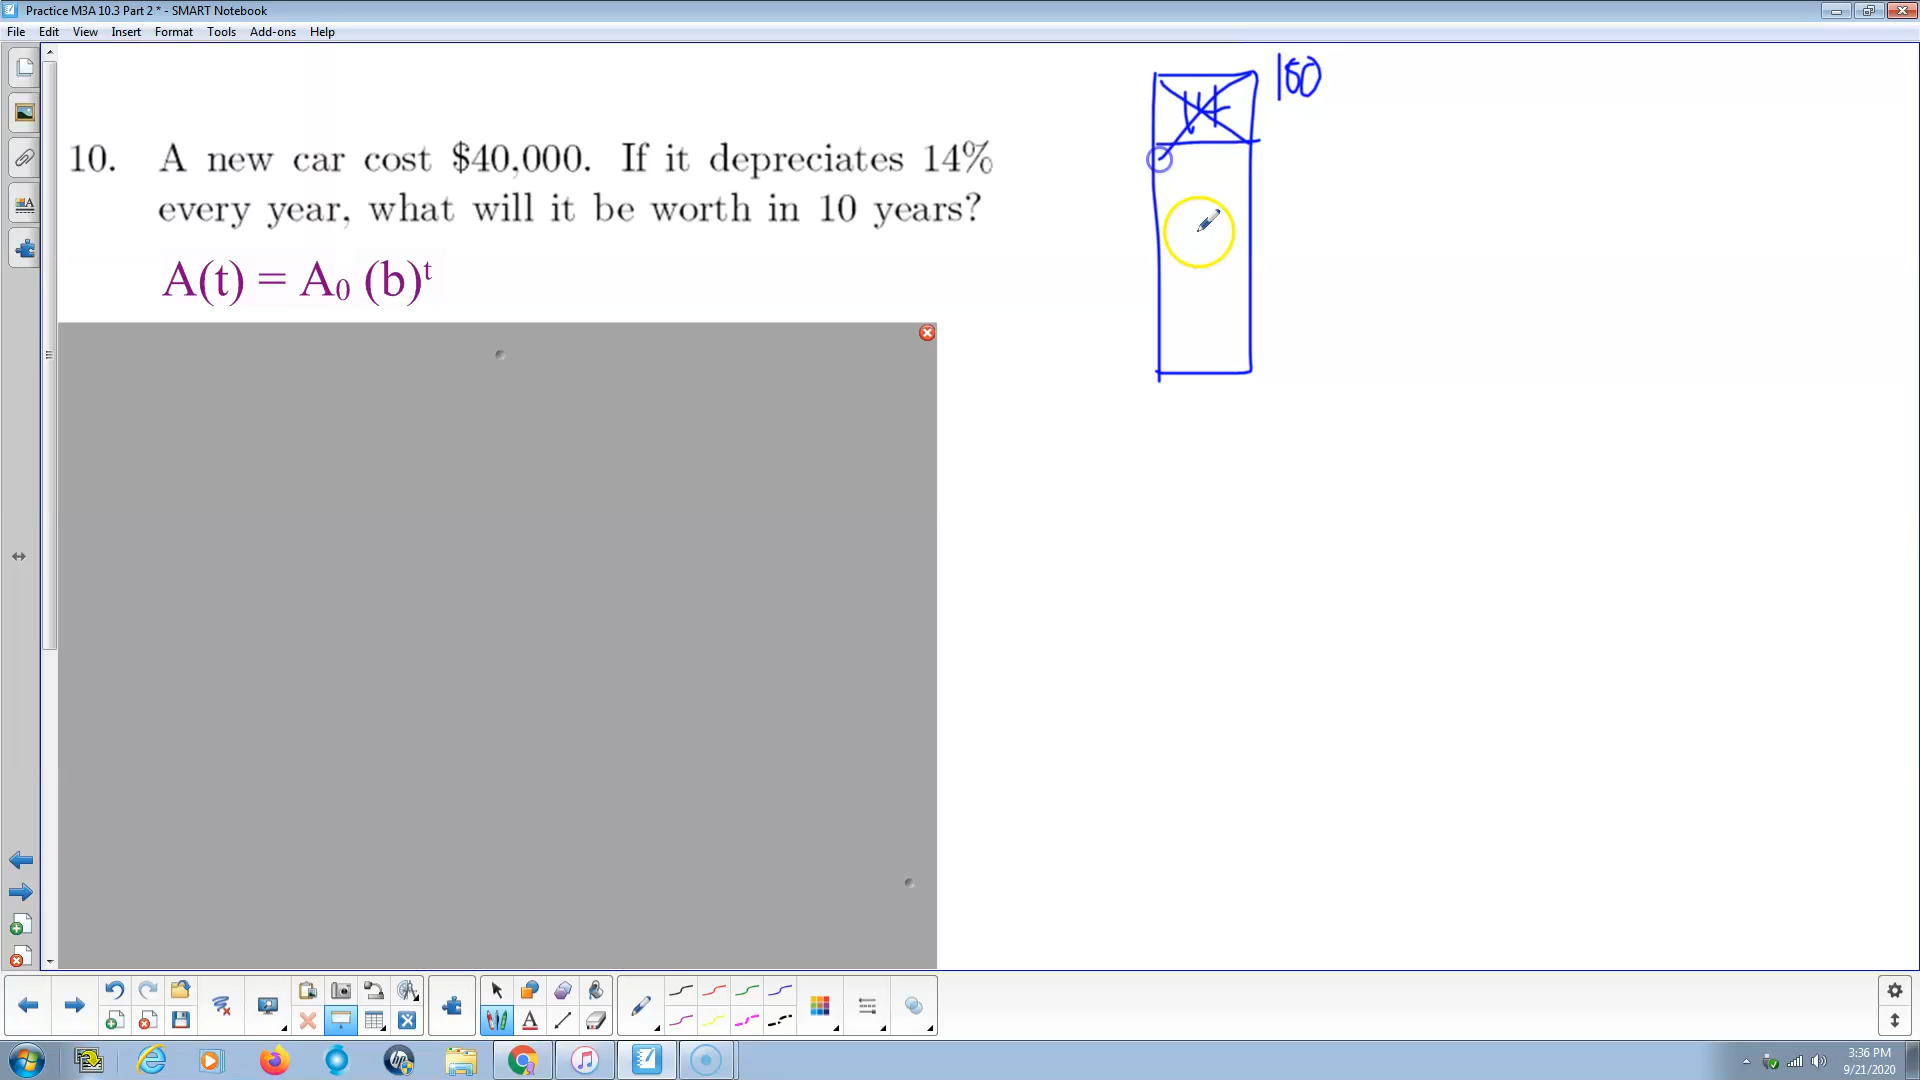 Practice M3A 10.3 Part 2 * - SMART Notebook
File Edit View Insert Format Tools Add-ons Help
100
14
10. A new car cost $40,000. If it depreciates 14%
every year, what will it be worth in 10 years?
A(t) = A₀ (b)ᵗ
3:36 PM
9/21/2020